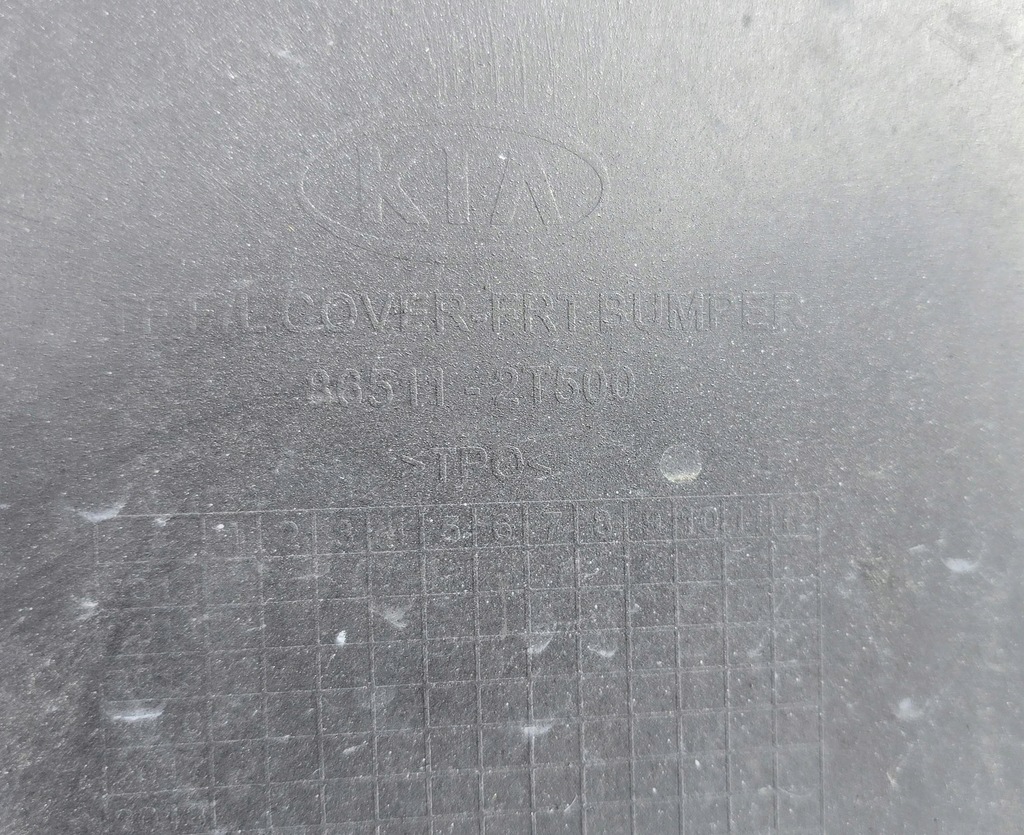 KIA
TF F/L COVER-FRT BUMPER
86511-2T500
>TPO<
1 2 3 4 5 6 7 8 9 10 11 12